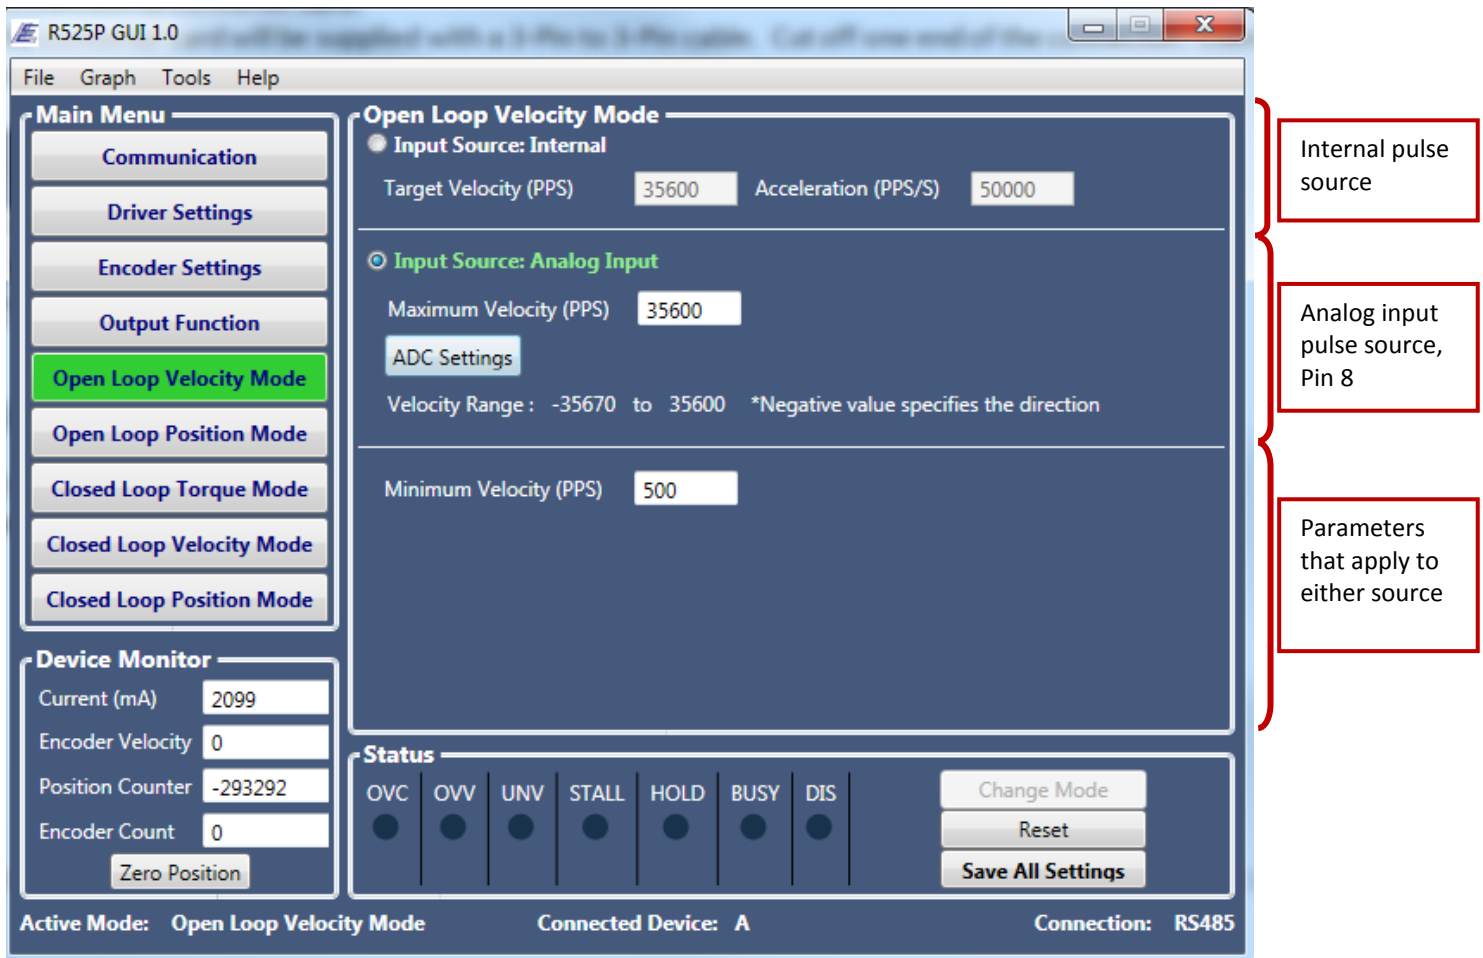 R525P GUI 1.0
File Graph Tools Help
Main Menu
Communication
Driver Settings
Encoder Settings
Output Function
Open Loop Velocity Mode
Open Loop Position Mode
Closed Loop Torque Mode
Closed Loop Velocity Mode
Closed Loop Position Mode
Device Monitor
Current (mA) 2099
Encoder Velocity 0
Position Counter -293292
Encoder Count 0
Zero Position
Open Loop Velocity Mode
Input Source: Internal
Target Velocity (PPS) 35600 Acceleration (PPS/S) 50000
Input Source: Analog Input
Maximum Velocity (PPS) 35600
ADC Settings
Velocity Range : -35670 to 35600 *Negative value specifies the direction
Minimum Velocity (PPS) 500
Status
OVC OVV UNV STALL HOLD BUSY DIS
Change Mode
Reset
Save All Settings
Active Mode: Open Loop Velocity Mode Connected Device: A Connection: RS485
Internal pulse
source
Analog input
pulse source,
Pin 8
Parameters
that apply to
either source